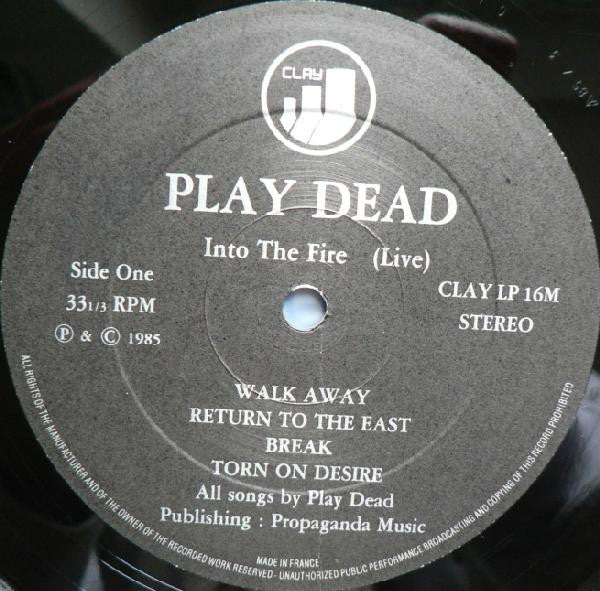 CLAY
PLAY DEAD
Into The Fire (Live)
Side One
33 1/3 RPM
Ⓟ & © 1985
CLAY LP 16M
STEREO
WALK AWAY
RETURN TO THE EAST
BREAK
TORN ON DESIRE
All songs by Play Dead
Publishing : Propaganda Music
MADE IN FRANCE
ALL RIGHTS OF THE MANUFACTURER AND OF THE OWNER OF THE RECORDED WORK RESERVED - UNAUTHORIZED PUBLIC PERFORMANCE BROADCASTING AND COPYING OF THIS RECORD PROHIBITED